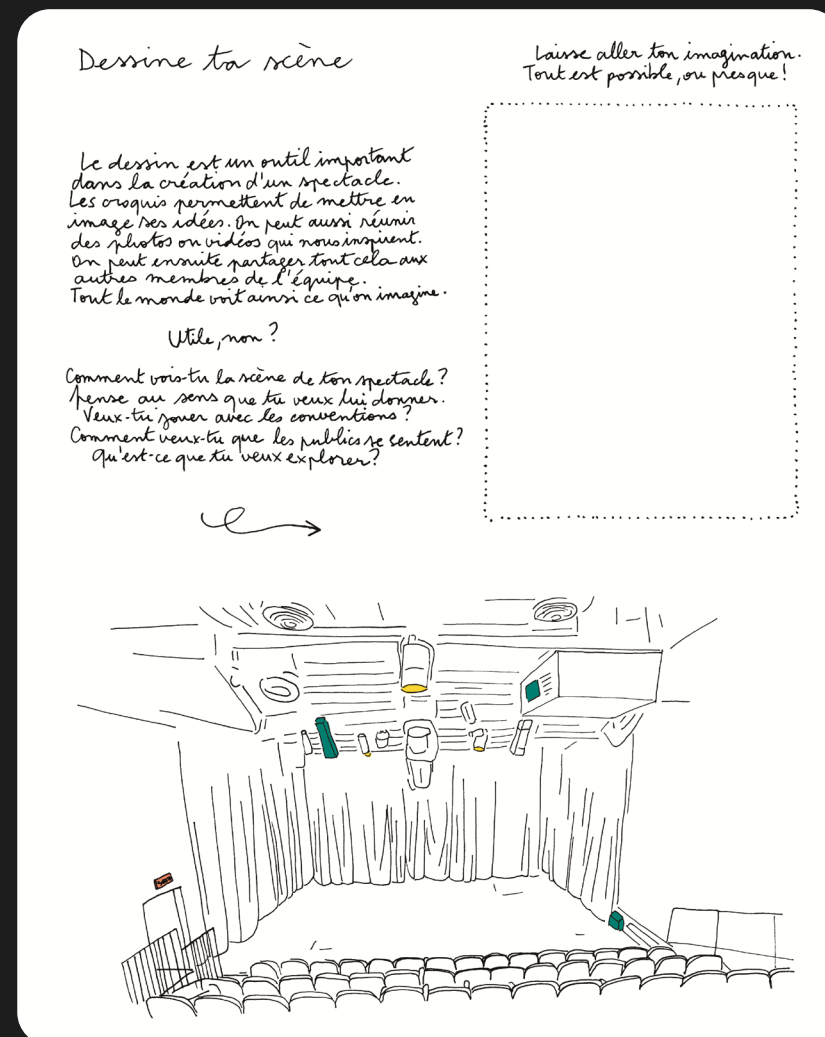 Dessine ta scène
Laisse aller ton imagination.
Tout est possible, ou presque!
Le dessin est un outil important
dans la création d'un spectacle.
Les croquis permettent de mettre en
image ses idées. On peut aussi réunir
des photos ou vidéos qui nous inspirent.
On peut ensuite partager tout cela aux
autres membres de l'équipe.
Tout le monde voit ainsi ce qu'on imagine.
Utile, non?
Comment vois-tu la scène de ton spectacle?
Pense au sens que tu veux lui donner.
Veux-tu jouer avec les conventions?
Comment veux-tu que les publics se sentent?
Qu'est-ce que tu veux explorer?